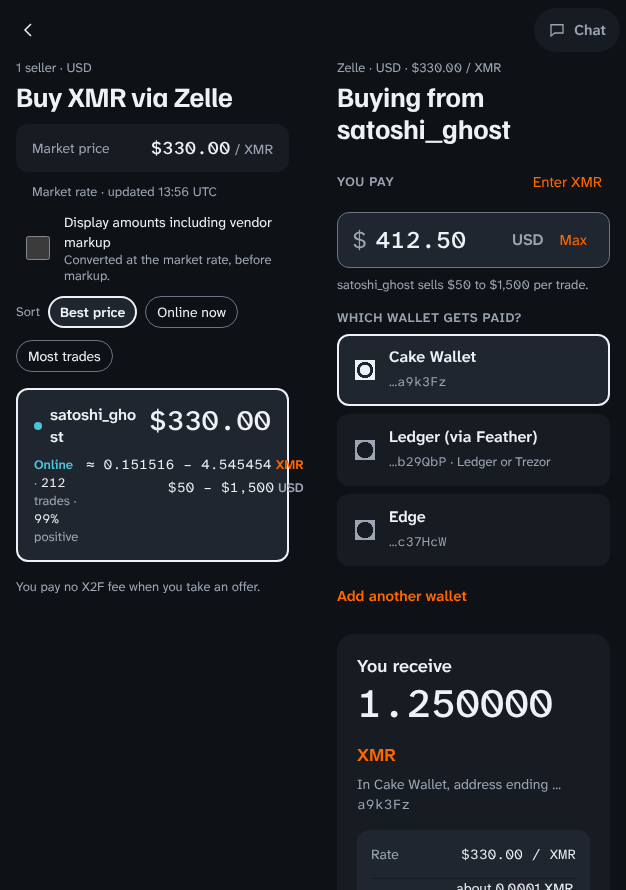 Chat
1 seller · USD
Buy XMR via Zelle
Market price $330.00 / XMR
Market rate · updated 13:56 UTC
Display amounts including vendor
markup
Converted at the market rate, before
markup.
Sort Best price Online now
Most trades
satoshi_gho
st
$330.00
Online
· 212
trades ·
99%
positive
≈ 0.151516 – 4.545454 XMR
$50 – $1,500 USD
You pay no X2F fee when you take an offer.
Zelle · USD · $330.00 / XMR
Buying from
satoshi_ghost
YOU PAY Enter XMR
$ 412.50 USD Max
satoshi_ghost sells $50 to $1,500 per trade.
WHICH WALLET GETS PAID?
Cake Wallet
…a9k3Fz
Ledger (via Feather)
…b29QbP · Ledger or Trezor
Edge
…c37HcW
Add another wallet
You receive
1.250000
XMR
In Cake Wallet, address ending …
a9k3Fz
Rate $330.00 / XMR
about 0.0001 XMR